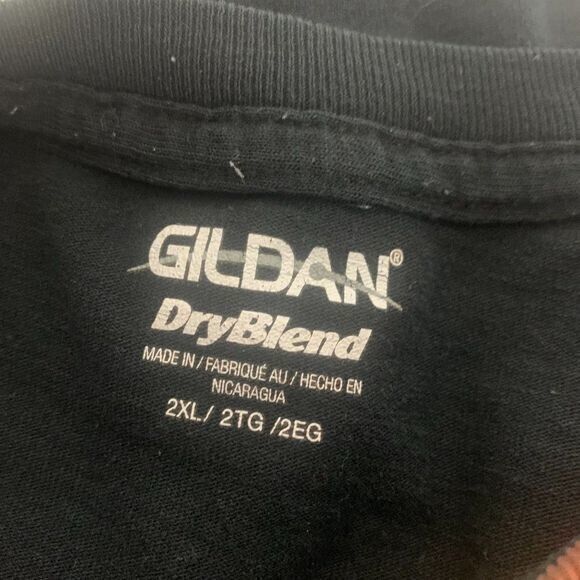 GILDAN®
DryBlend
MADE IN / FABRIQUÉ AU / HECHO EN
NICARAGUA
2XL / 2TG / 2EG